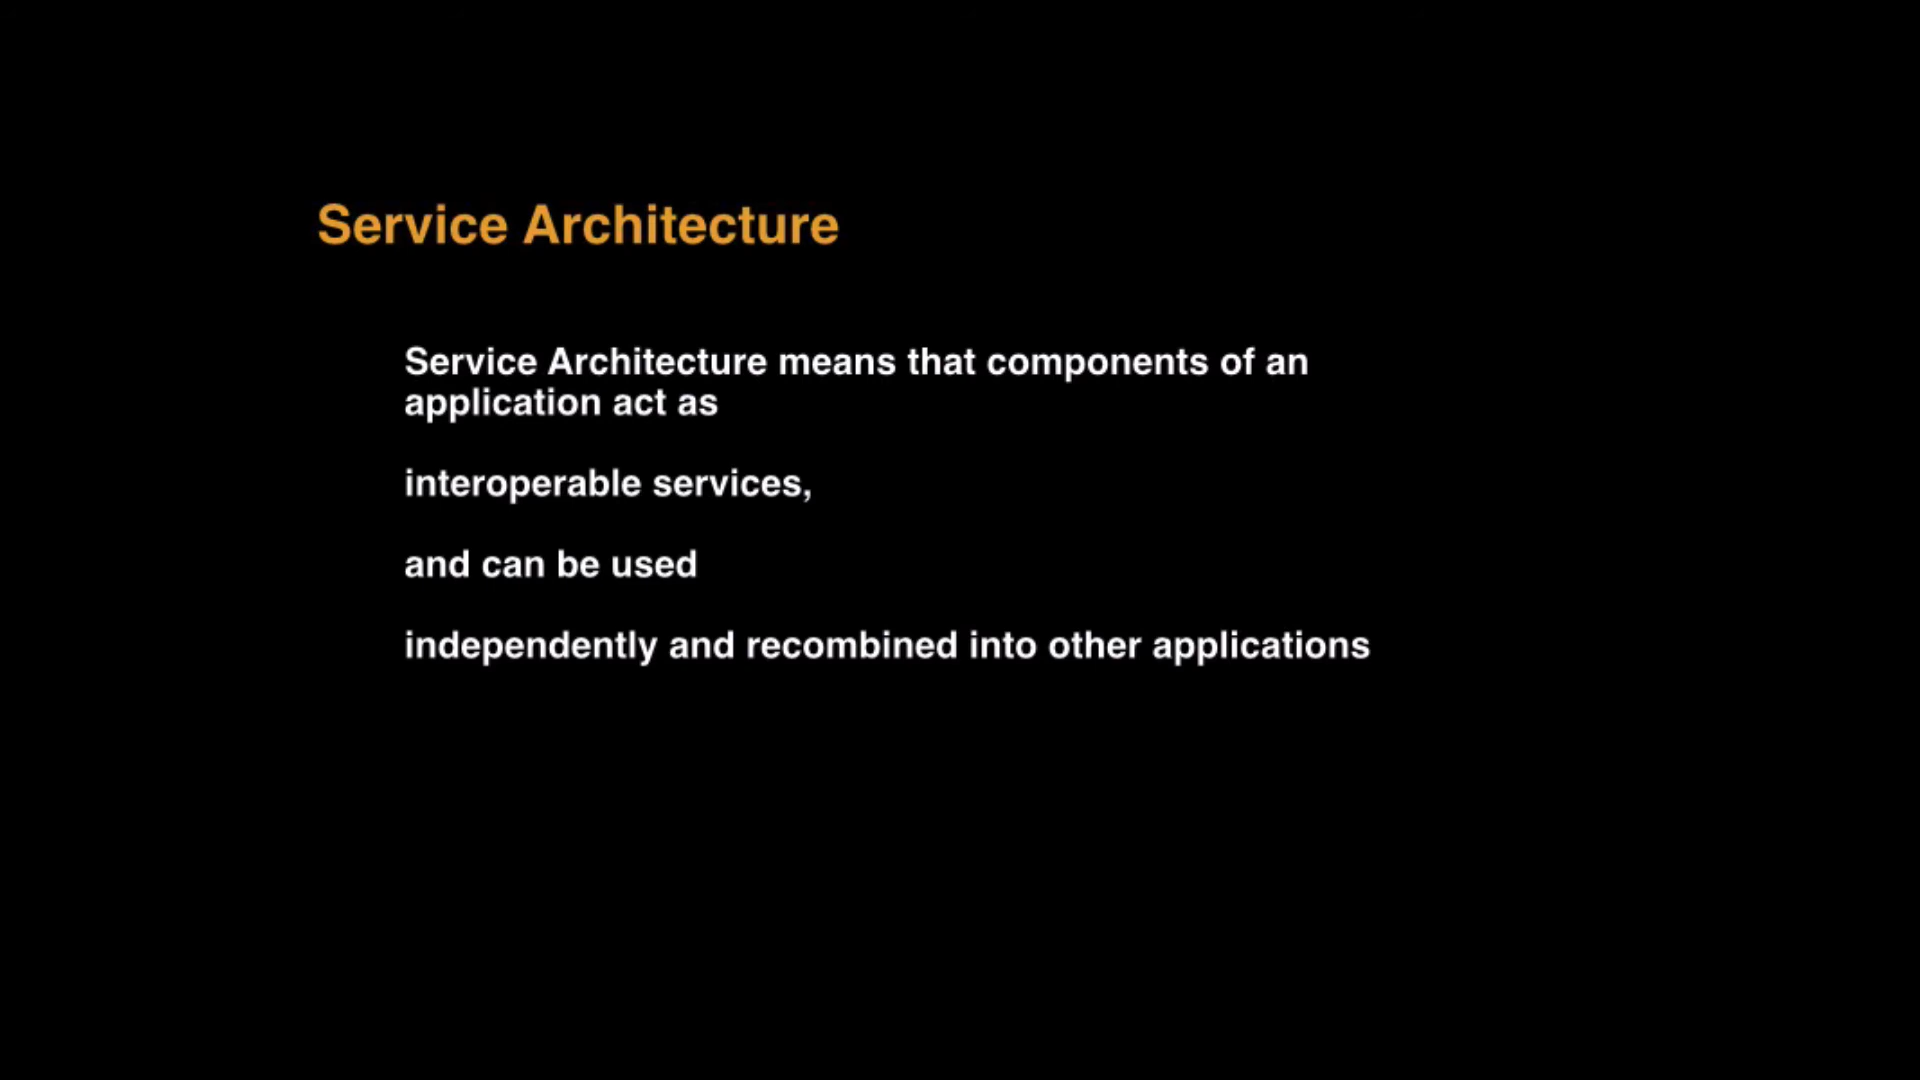 Service Architecture
Service Architecture means that components of an
application act as
interoperable services,
and can be used
independently and recombined into other applications